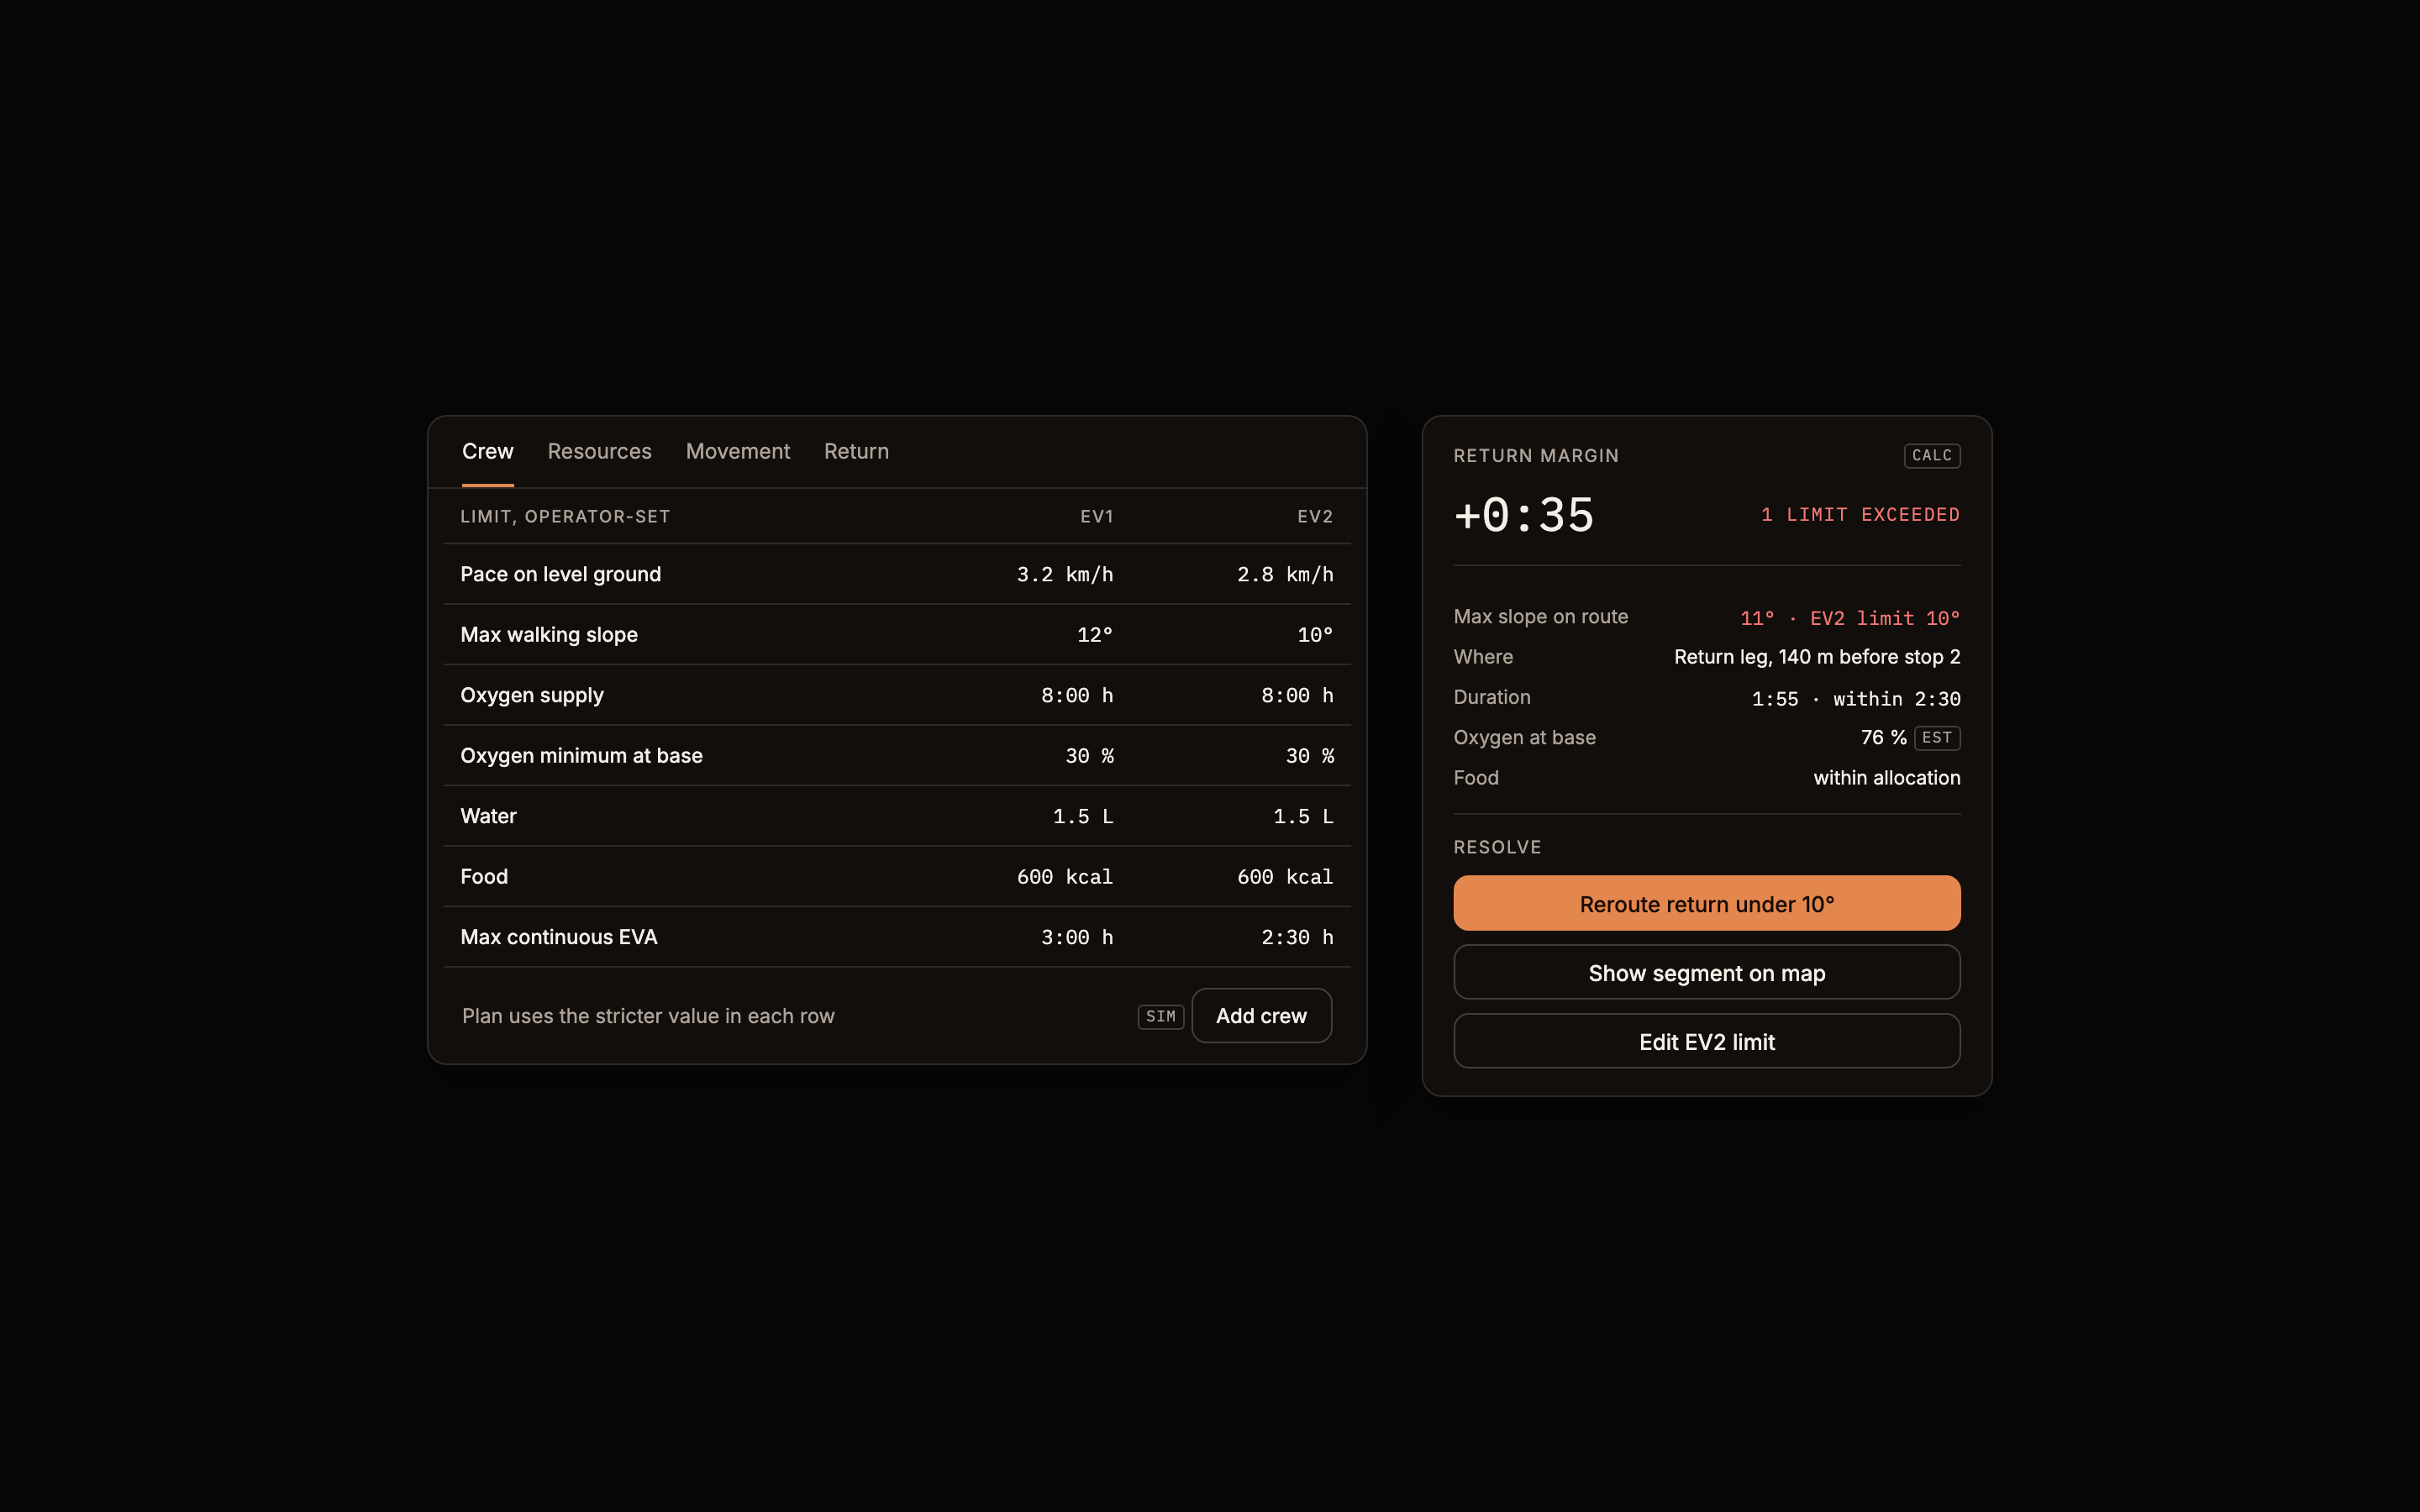 Crew Resources Movement Return
LIMIT, OPERATOR-SET EV1 EV2
Pace on level ground 3.2 km/h 2.8 km/h
Max walking slope 12° 10°
Oxygen supply 8:00 h 8:00 h
Oxygen minimum at base 30 % 30 %
Water 1.5 L 1.5 L
Food 600 kcal 600 kcal
Max continuous EVA 3:00 h 2:30 h
Plan uses the stricter value in each row SIM Add crew
RETURN MARGIN CALC
+0:35 1 LIMIT EXCEEDED
Max slope on route 11° · EV2 limit 10°
Where Return leg, 140 m before stop 2
Duration 1:55 · within 2:30
Oxygen at base 76 % EST
Food within allocation
RESOLVE
Reroute return under 10°
Show segment on map
Edit EV2 limit